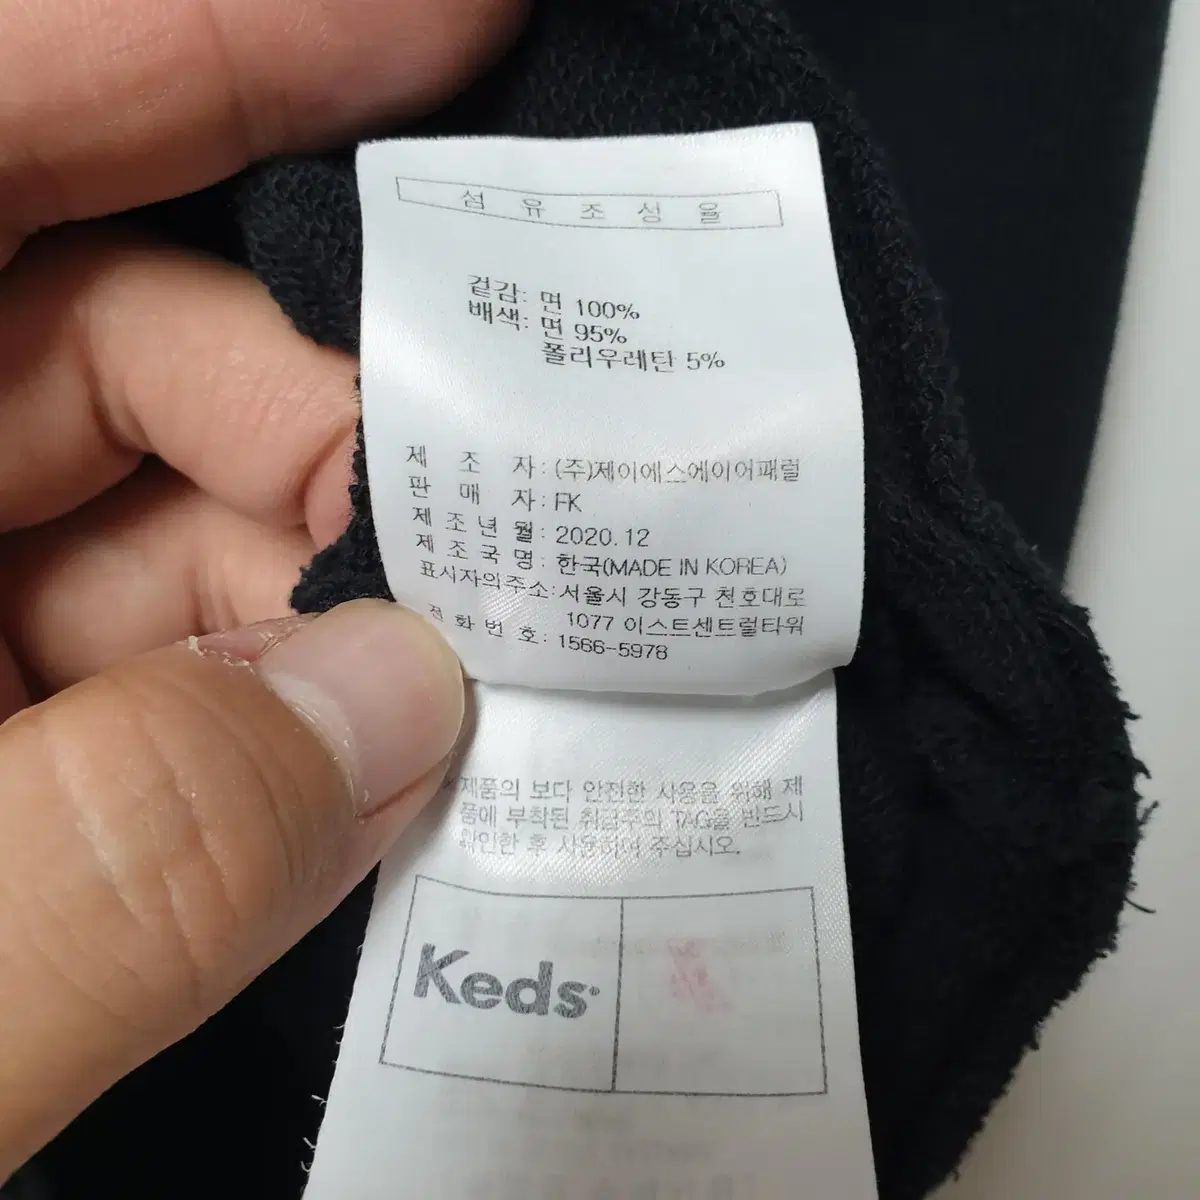 섬 유 조 성 율
겉감: 면 100%
배색: 면 95%
폴리우레탄 5%
제 조 자: (주)제이에스에이어패럴
판 매 자: FK
제 조 년 월: 2020.12
제 조 국 명: 한국(MADE IN KOREA)
표시자의주소: 서울시 강동구 천호대로
1077 이스트센트럴타워
전 화 번 호: 1566-5978
제품의 보다 안전한 사용을 위해 제
품에 부착된 취급주의 TAG을 반드시
확인한 후 사용하여 주십시오.
Keds